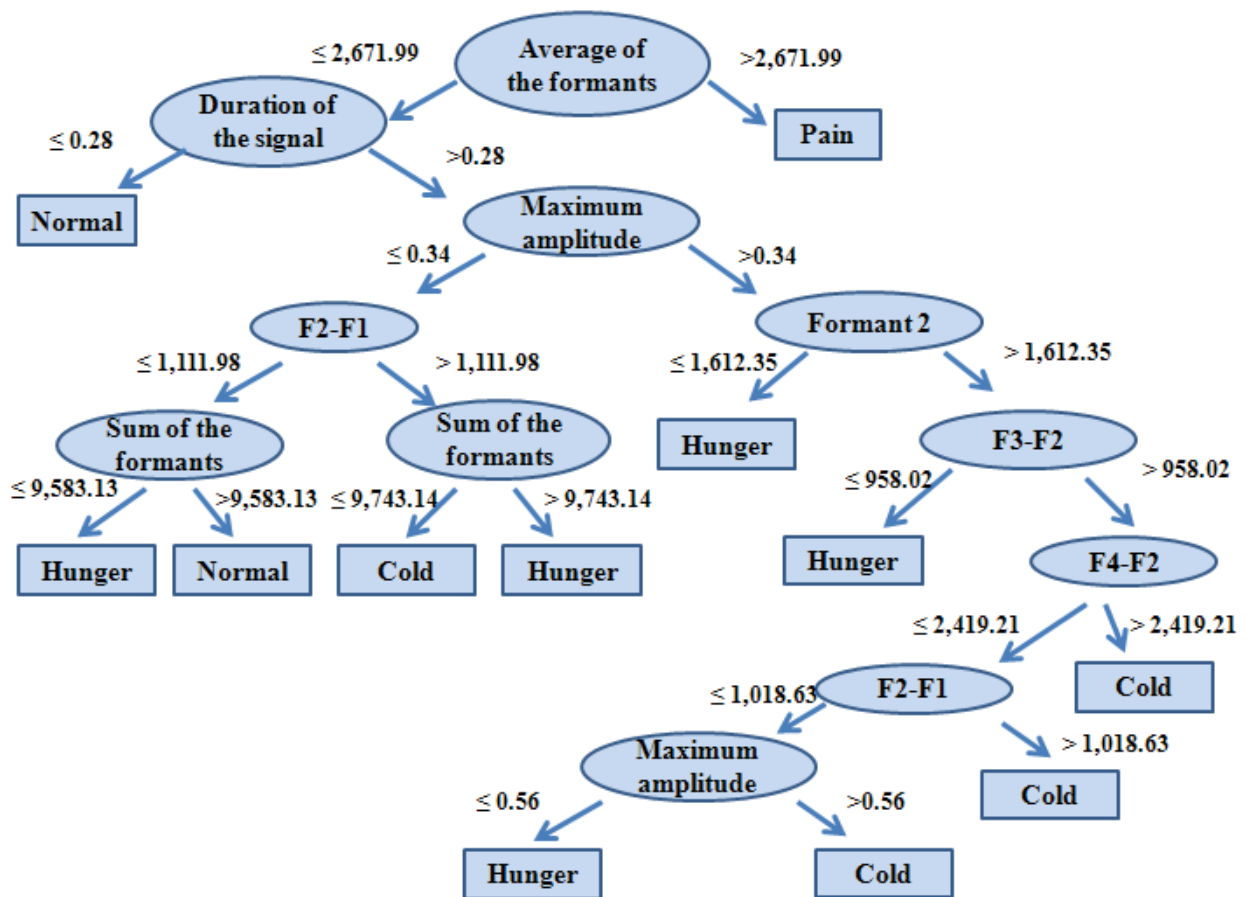 ≤ 2,671.99
Average of
the formants
>2,671.99
Duration of
the signal
Pain
≤ 0.28
>0.28
Normal
Maximum
amplitude
≤ 0.34
>0.34
F2-F1
Formant 2
≤ 1,111.98
> 1,111.98
≤ 1,612.35
> 1,612.35
Sum of the
formants
Sum of the
formants
Hunger
F3-F2
≤ 9,583.13
>9,583.13
≤ 9,743.14
> 9,743.14
≤ 958.02
> 958.02
Hunger
Normal
Cold
Hunger
Hunger
F4-F2
≤ 2,419.21
> 2,419.21
F2-F1
Cold
≤ 1,018.63
> 1,018.63
Maximum
amplitude
Cold
≤ 0.56
>0.56
Hunger
Cold